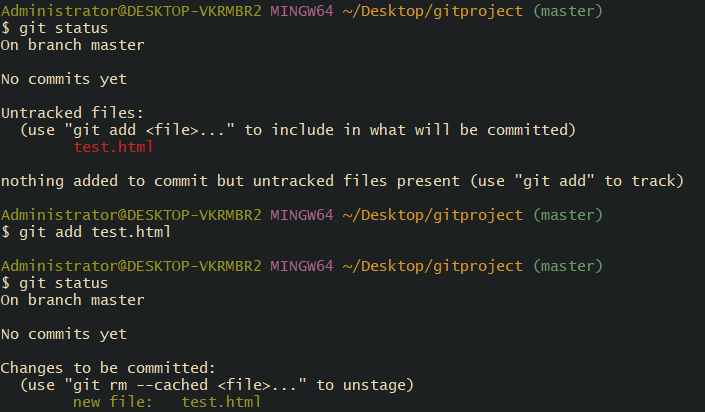 Administrator@DESKTOP-VKRMBR2 MINGW64 ~/Desktop/gitproject (master)
$ git status
On branch master

No commits yet

Untracked files:
  (use "git add <file>..." to include in what will be committed)
        test.html

nothing added to commit but untracked files present (use "git add" to track)

Administrator@DESKTOP-VKRMBR2 MINGW64 ~/Desktop/gitproject (master)
$ git add test.html

Administrator@DESKTOP-VKRMBR2 MINGW64 ~/Desktop/gitproject (master)
$ git status
On branch master

No commits yet

Changes to be committed:
  (use "git rm --cached <file>..." to unstage)
        new file:   test.html